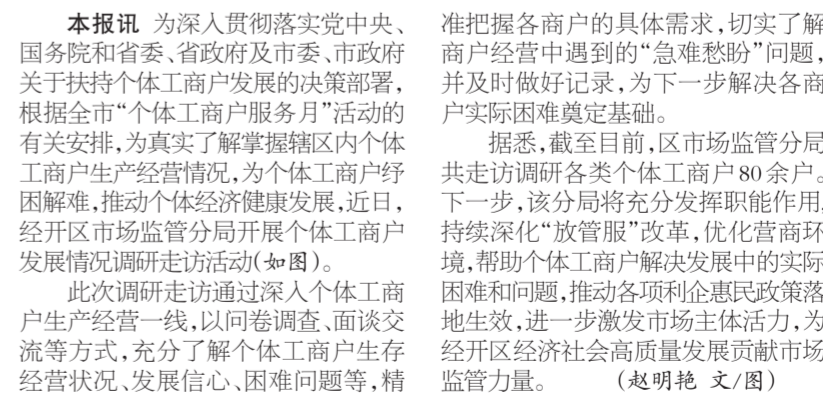 本报讯 为深入贯彻落实党中央、
国务院和省委、省政府及市委、市政府
关于扶持个体工商户发展的决策部署，
根据全市“个体工商户服务月”活动的
有关安排，为真实了解掌握辖区内个体
工商户生产经营情况，为个体工商户纾
困解难，推动个体经济健康发展，近日，
经开区市场监管分局开展个体工商户
发展情况调研走访活动(如图)。
此次调研走访通过深入个体工商
户生产经营一线，以问卷调查、面谈交
流等方式，充分了解个体工商户生存
经营状况、发展信心、困难问题等，精
准把握各商户的具体需求，切实了解
商户经营中遇到的“急难愁盼”问题，
并及时做好记录，为下一步解决各商
户实际困难奠定基础。
据悉，截至目前，区市场监管分局
共走访调研各类个体工商户80余户。
下一步，该分局将充分发挥职能作用，
持续深化“放管服”改革，优化营商环
境，帮助个体工商户解决发展中的实际
困难和问题，推动各项利企惠民政策落
地生效，进一步激发市场主体活力，为
经开区经济社会高质量发展贡献市场
监管力量。 (赵明艳 文/图)